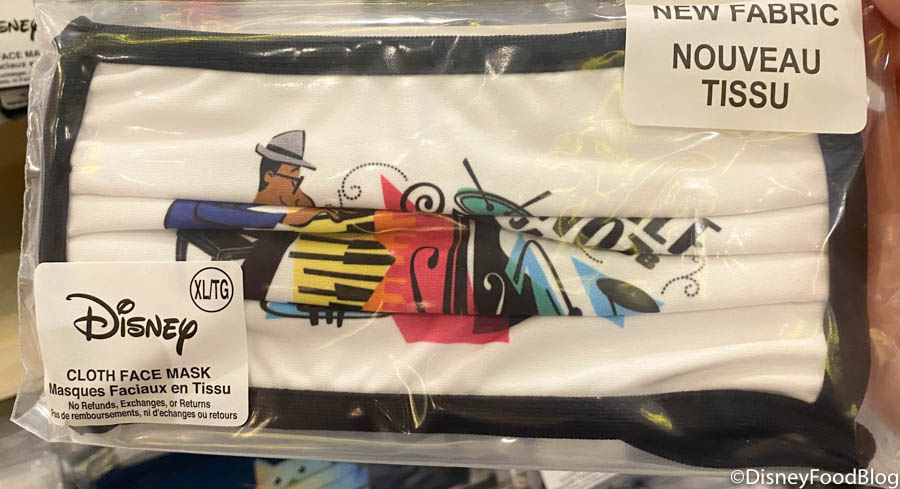 NEW FABRIC
NOUVEAU
TISSU
XL/TG
Disney
CLOTH FACE MASK
Masques Faciaux en Tissu
No Refunds, Exchanges, or Returns
Pas de remboursements, ni d'echanges ou retours
©DisneyFoodBlog